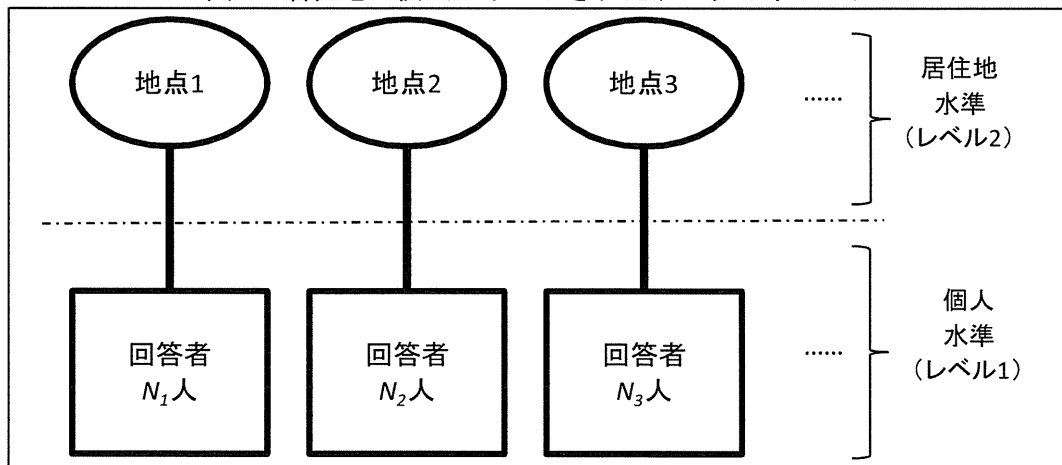 地点1
地点2
地点3
……
居住地
水準
(レベル2)
回答者
N1人
回答者
N2人
回答者
N3人
……
個人
水準
(レベル1)